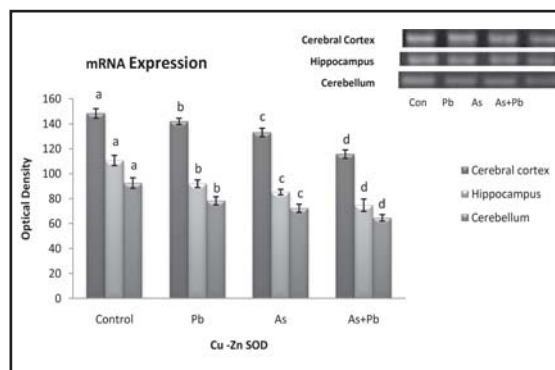 Cerebral Cortex
Hippocampus
Cerebellum
Con Pb As As+Pb
mRNA Expression
160
140
120
100
80
60
40
20
0
Optical Density
a a a
b b b
c c c
d d d
Control Pb As As+Pb
Cu -Zn SOD
Cerebral cortex
Hippocampus
Cerebellum